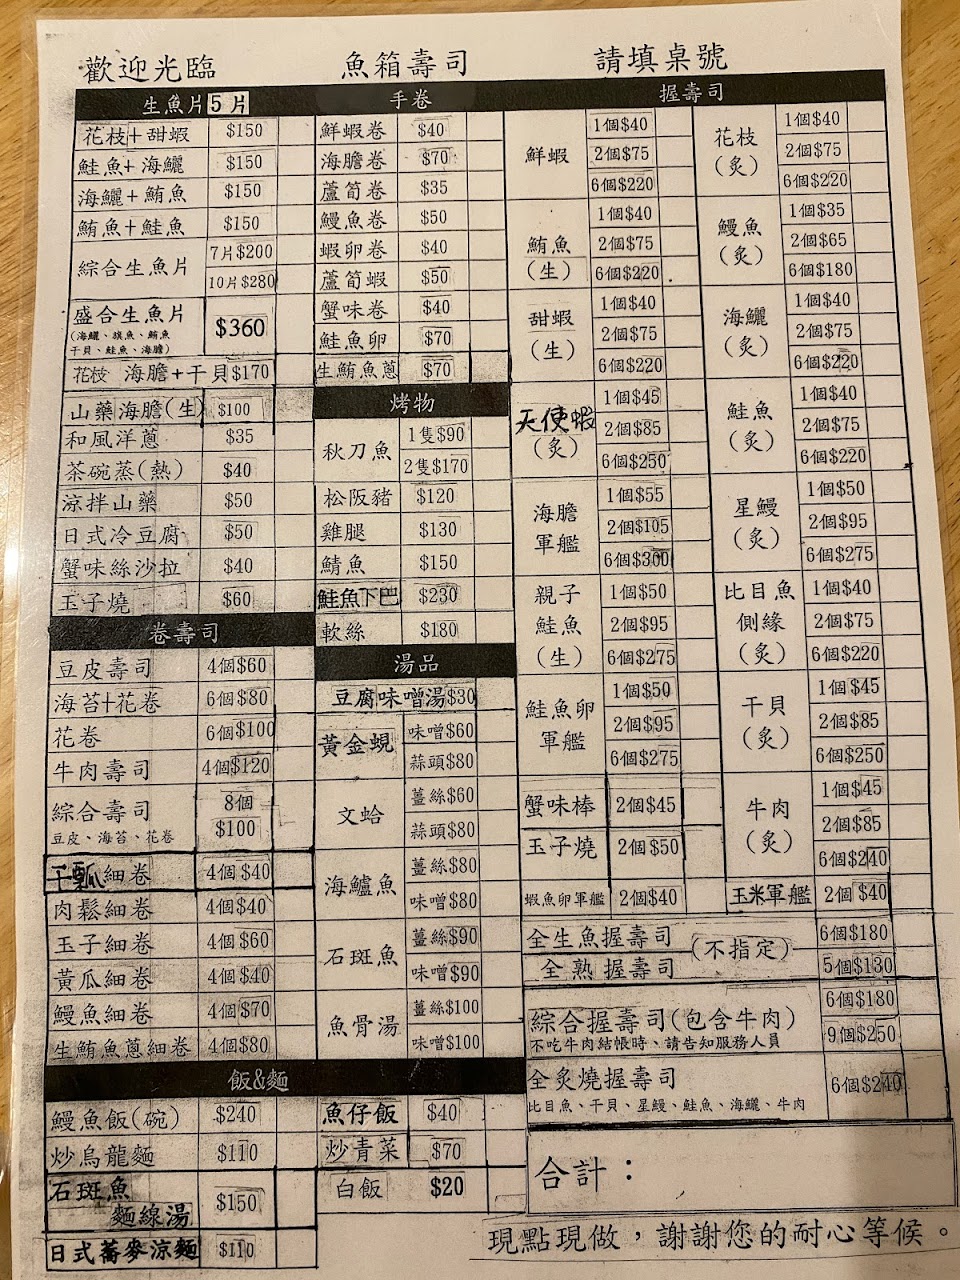 歡迎光臨 魚箱壽司 請填桌號
生魚片5片
花枝+甜蝦 $150
鮭魚+海鱺 $150
海鱺+鮪魚 $150
鮪魚+鮭魚 $150
綜合生魚片 7片$200
10片$280
盛合生魚片 $360
(海鱺、旗魚、鮪魚
干貝、鮭魚、海膽)
花枝 海膽+干貝$170
山藥海膽(生) $100
和風洋蔥 $35
茶碗蒸(熱) $40
涼拌山藥 $50
日式冷豆腐 $50
蟹味絲沙拉 $40
玉子燒 $60
卷壽司
豆皮壽司 4個$60
海苔+花卷 6個$80
花卷 6個$100
牛肉壽司 4個$120
綜合壽司 8個
豆皮、海苔、花卷 $100
干瓢細卷 4個$40
肉鬆細卷 4個$40
玉子細卷 4個$60
黃瓜細卷 4個$40
鰻魚細卷 4個$70
生鮪魚蔥細卷 4個$80
手卷
鮮蝦卷 $40
海膽卷 $70
蘆筍卷 $35
鰻魚卷 $50
蝦卵卷 $40
蘆筍蝦 $50
蟹味卷 $40
鮭魚卵 $70
生鮪魚蔥 $70
烤物
秋刀魚 1隻$90
2隻$170
松阪豬 $120
雞腿 $130
鯖魚 $150
鮭魚下巴 $230
軟絲 $180
湯品
豆腐味噌湯$30
黃金蜆 味噌$60
蒜頭$80
文蛤 薑絲$60
蒜頭$80
海鱸魚 薑絲$80
味噌$80
石斑魚 薑絲$90
味噌$90
魚骨湯 薑絲$100
味噌$100
飯&麵
鰻魚飯(碗) $240
炒烏龍麵 $110
石斑魚
麵線湯 $150
日式蕎麥涼麵 $110
魚仔飯 $40
炒青菜 $70
白飯 $20
握壽司
鮮蝦 1個$40
2個$75
6個$220
鮪魚(生) 1個$40
2個$75
6個$220
甜蝦(生) 1個$40
2個$75
6個$220
天使蝦(炙) 1個$45
2個$85
6個$250
海膽軍艦 1個$55
2個$105
6個$300
親子鮭魚(生) 1個$50
2個$95
6個$275
鮭魚卵軍艦 1個$50
2個$95
6個$275
蟹味棒 2個$45
玉子燒 2個$50
蝦魚卵軍艦 2個$40
花枝(炙) 1個$40
2個$75
6個$220
鰻魚(炙) 1個$35
2個$65
6個$180
海鱺(炙) 1個$40
2個$75
6個$220
鮭魚(炙) 1個$40
2個$75
6個$220
星鰻(炙) 1個$50
2個$95
6個$275
比目魚側緣(炙) 1個$40
2個$75
6個$220
干貝(炙) 1個$45
2個$85
6個$250
牛肉(炙) 1個$45
2個$85
6個$240
玉米軍艦 2個$40
全生魚握壽司(不指定) 6個$180
全熟握壽司 5個$130
綜合握壽司(包含牛肉) 6個$180
不吃牛肉結帳時、請告知服務人員 9個$250
全炙燒握壽司 6個$240
比目魚、干貝、星鰻、鮭魚、海鱺、牛肉
合計：
現點現做，謝謝您的耐心等候。